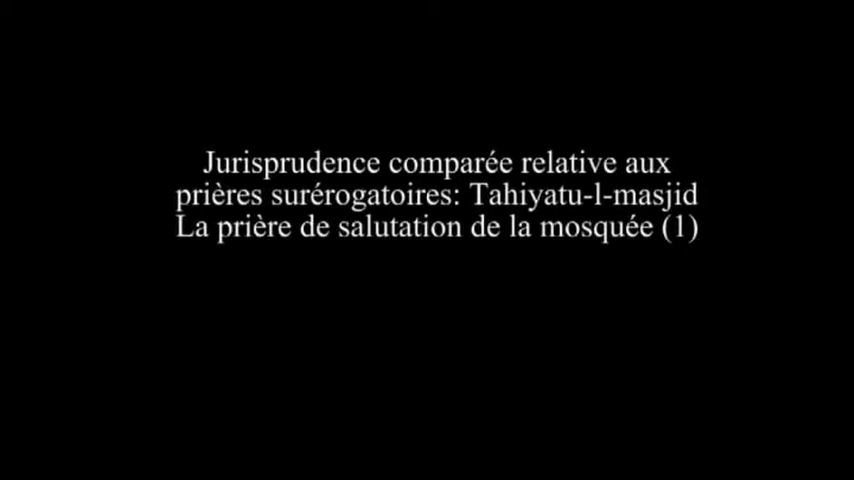 Jurisprudence comparée relative aux
prières surérogatoires: Tahiyatu-l-masjid
La prière de salutation de la mosquée (1)